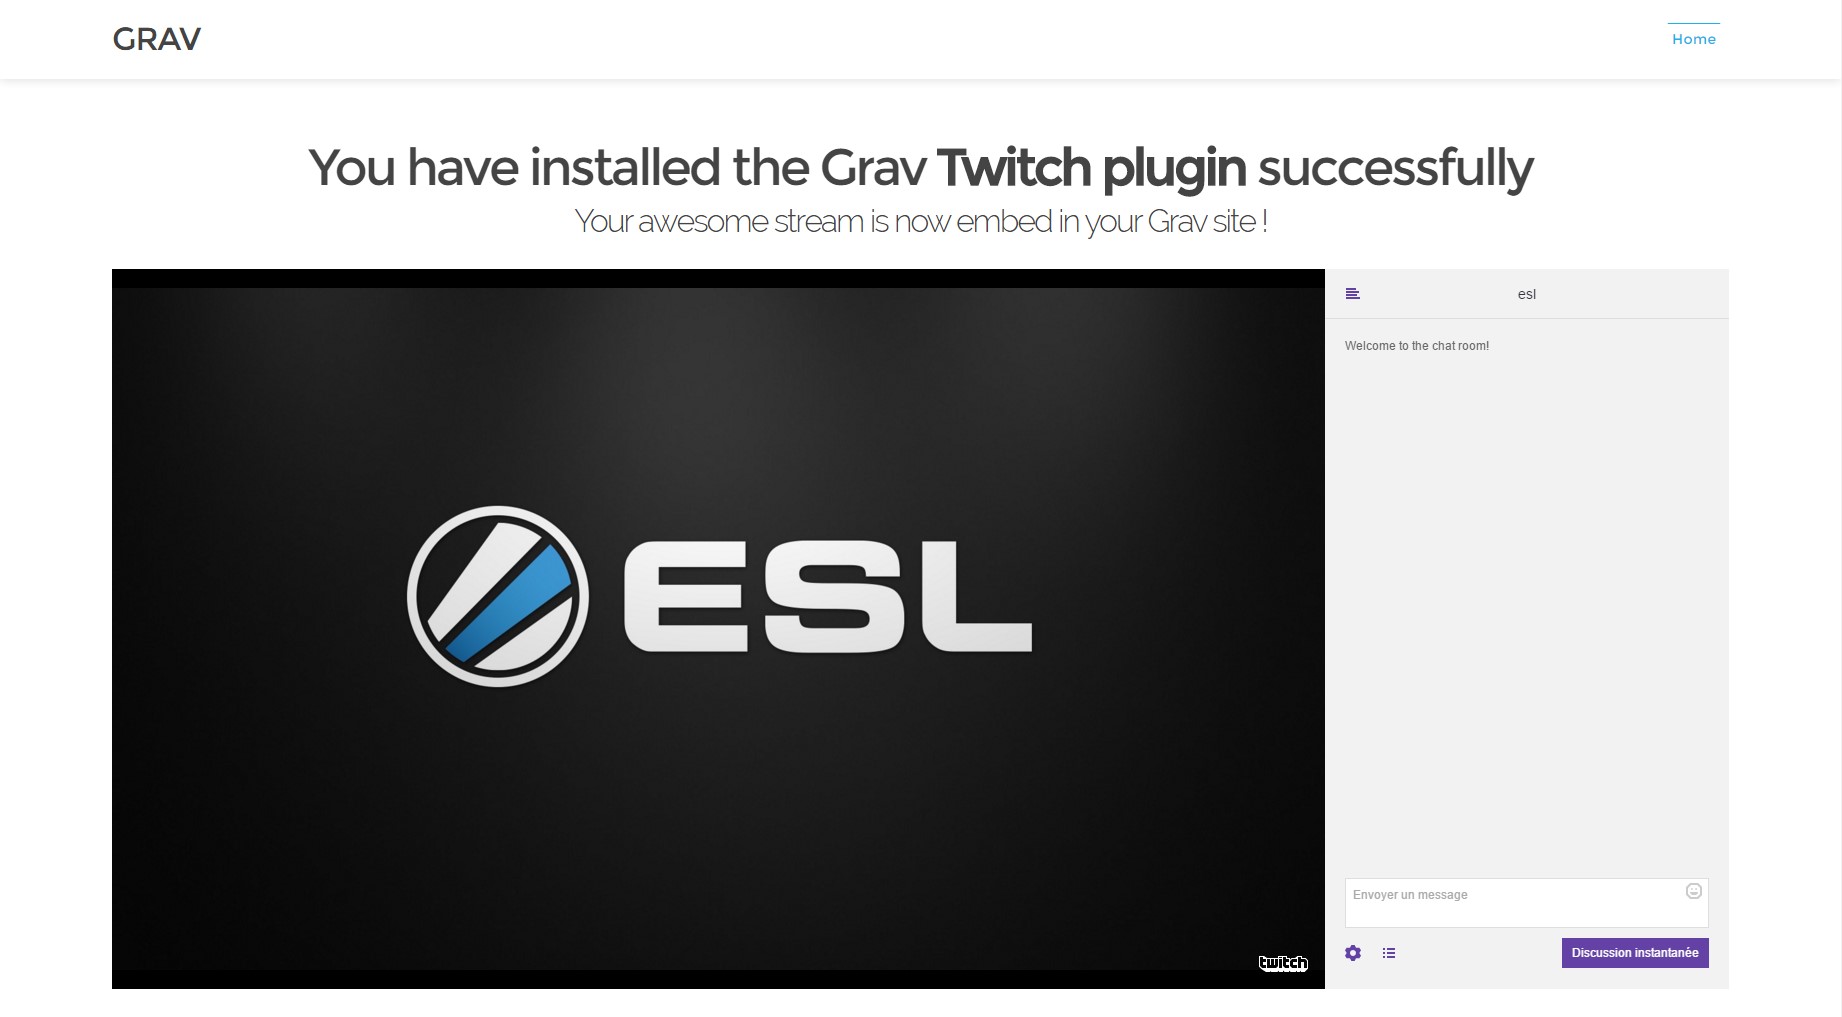 GRAV
Home
You have installed the Grav Twitch plugin successfully
Your awesome stream is now embed in your Grav site !
esl
Welcome to the chat room!
ESL
twitch
Envoyer un message
Discussion instantanée